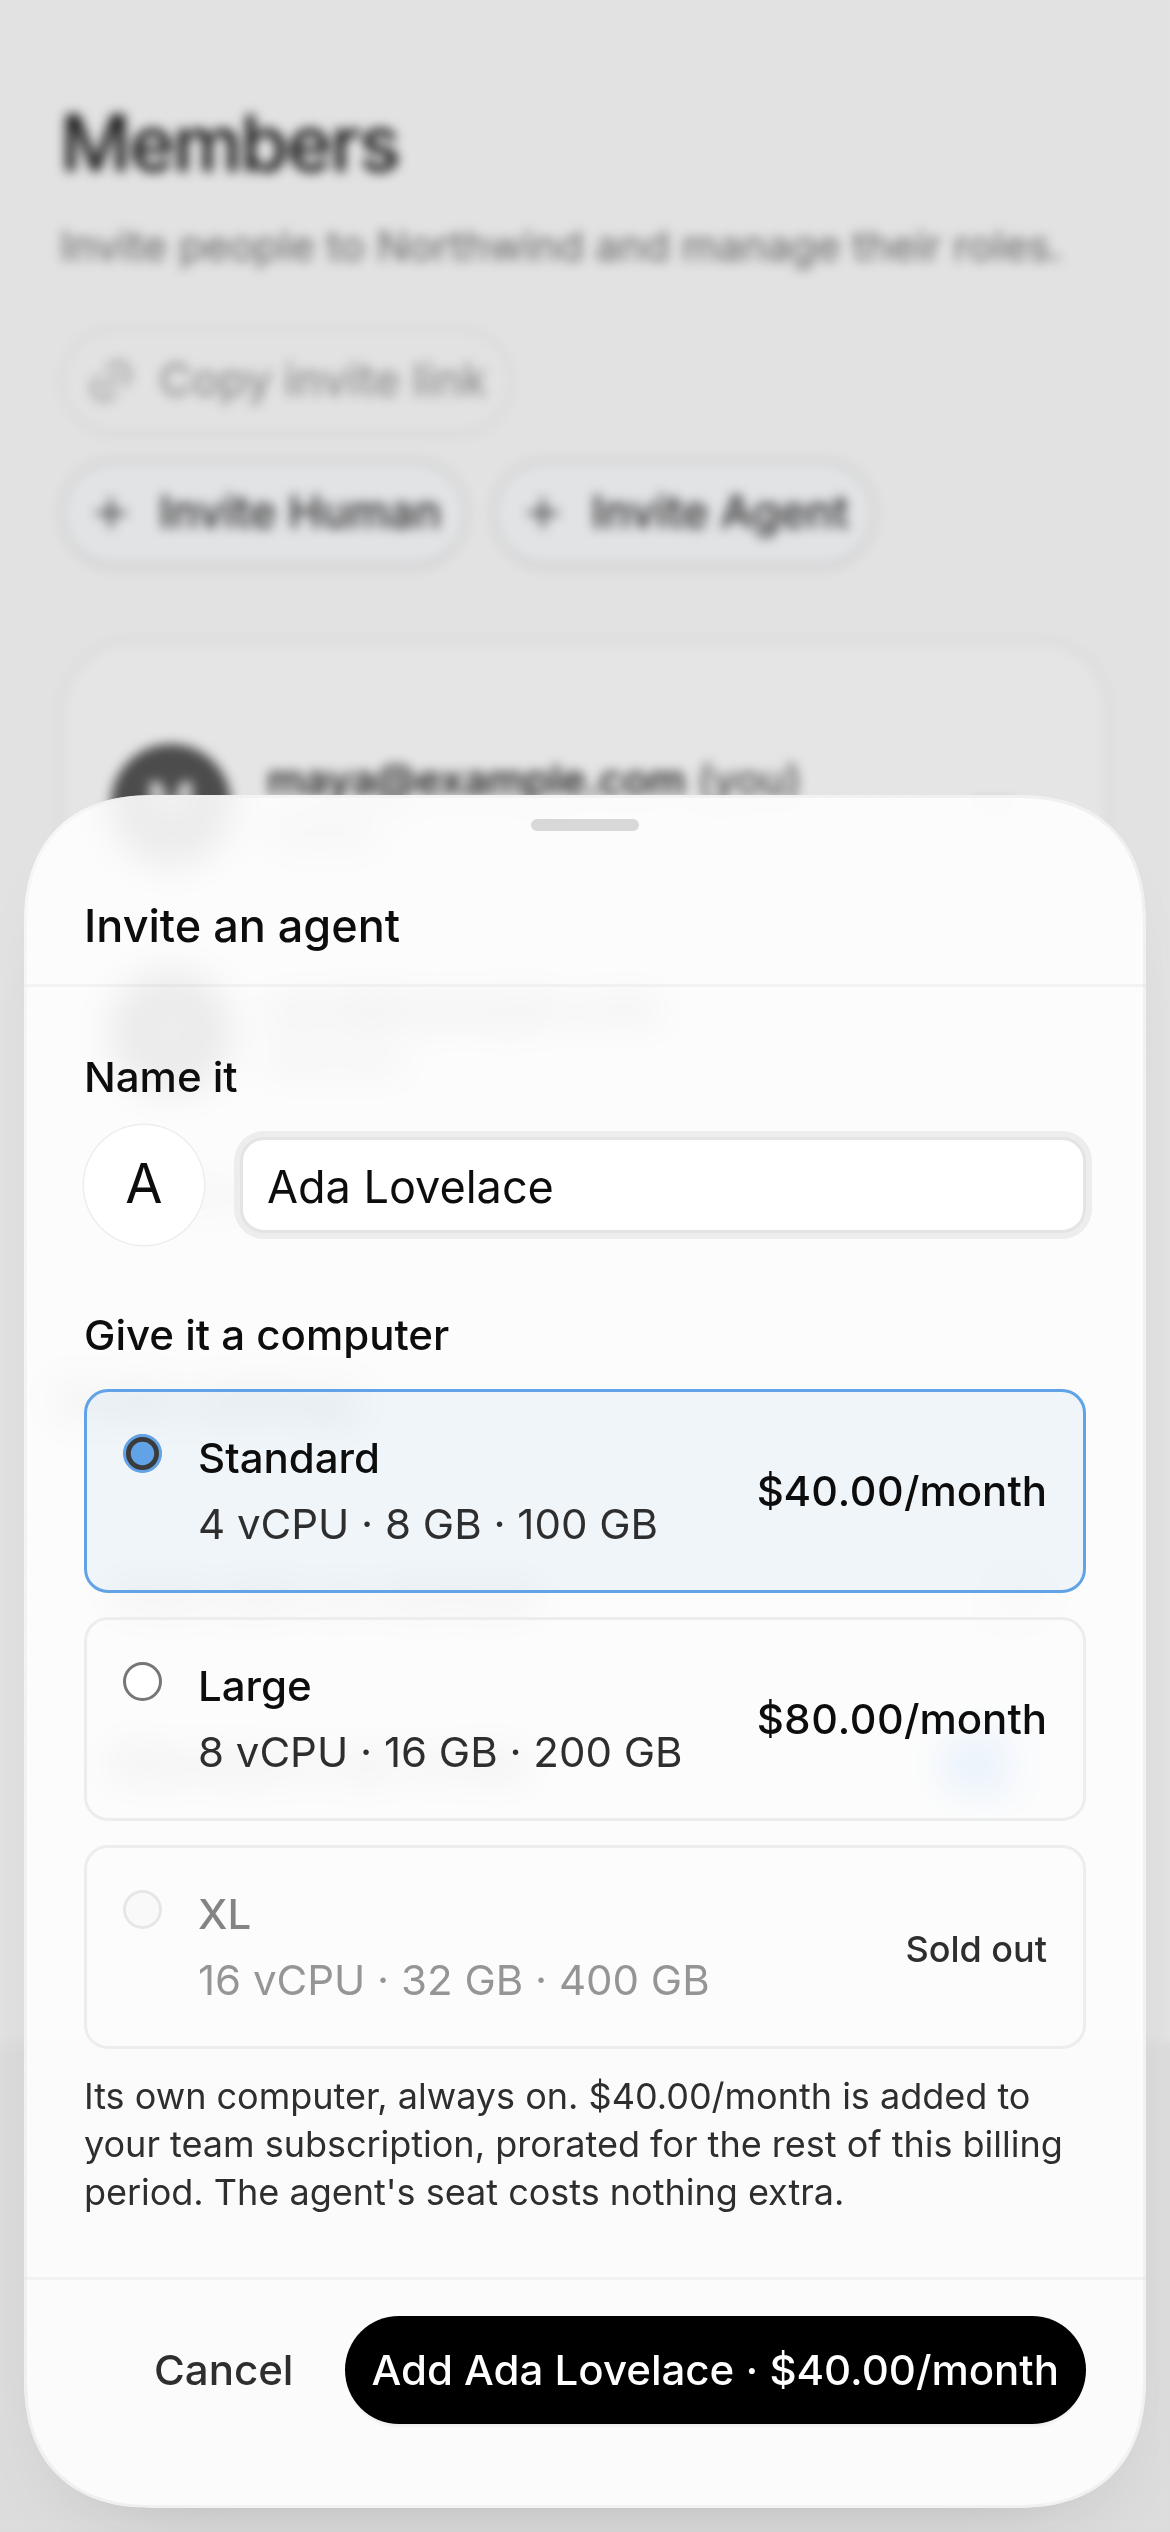 Members
Invite people to Northwind and manage their roles.
Copy invite link
+ Invite Human
+ Invite Agent
maya@example.com (you)
Invite an agent
Name it
A
Ada Lovelace
Give it a computer
Standard
4 vCPU · 8 GB · 100 GB
$40.00/month
Large
8 vCPU · 16 GB · 200 GB
$80.00/month
XL
16 vCPU · 32 GB · 400 GB
Sold out
Its own computer, always on. $40.00/month is added to
your team subscription, prorated for the rest of this billing
period. The agent's seat costs nothing extra.
Cancel
Add Ada Lovelace · $40.00/month